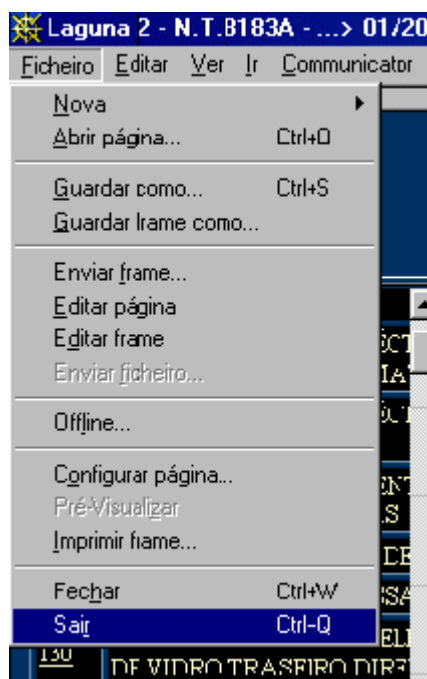 Laguna 2 - N.T.8183A - ...> 01/20
Ficheiro Editar Ver Ir Communicator
Nova
Abrir página... Ctrl+O
Guardar como... Ctrl+S
Guardar frame como...
Enviar frame...
Editar página
Editar frame
Enviar ficheiro...
Offline...
Configurar página...
Pré-Visualizar
Imprimir frame...
Fechar Ctrl+W
Sair Ctrl-Q
130 DE VIDRO TRASEIRO